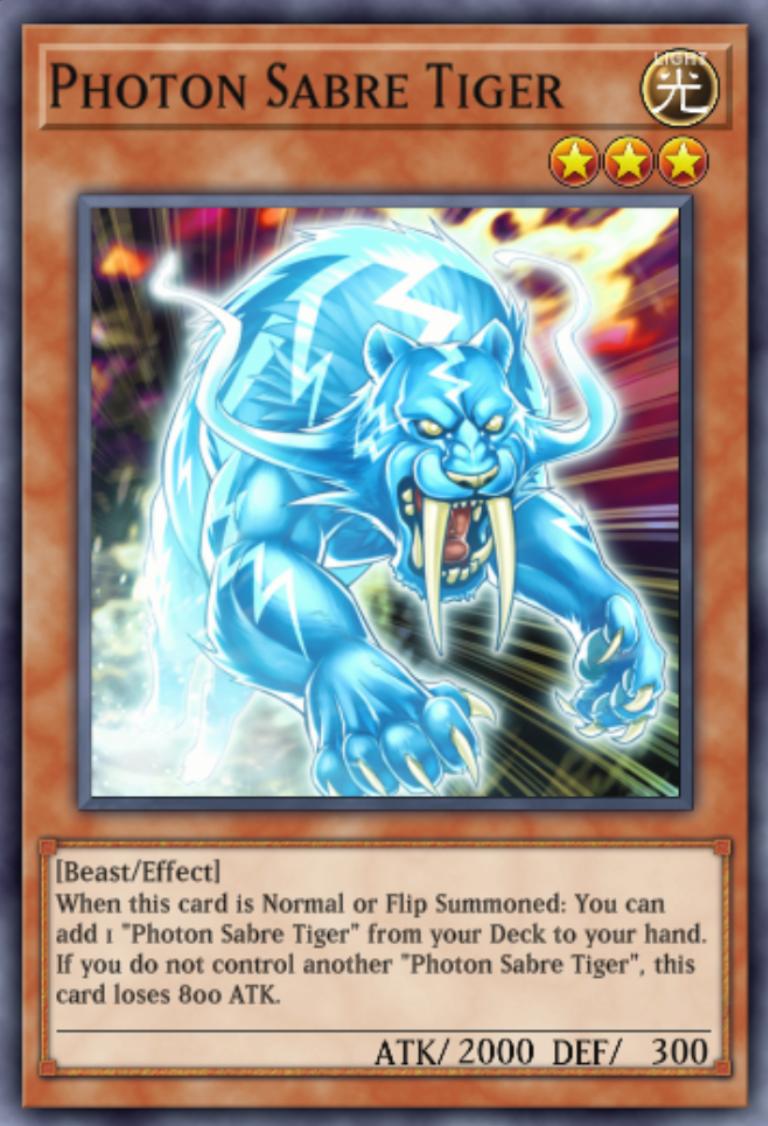 Photon Sabre Tiger
LIGHT
光
[Beast/Effect]
When this card is Normal or Flip Summoned: You can
add 1 "Photon Sabre Tiger" from your Deck to your hand.
If you do not control another "Photon Sabre Tiger", this
card loses 800 ATK.
ATK/ 2000 DEF/ 300